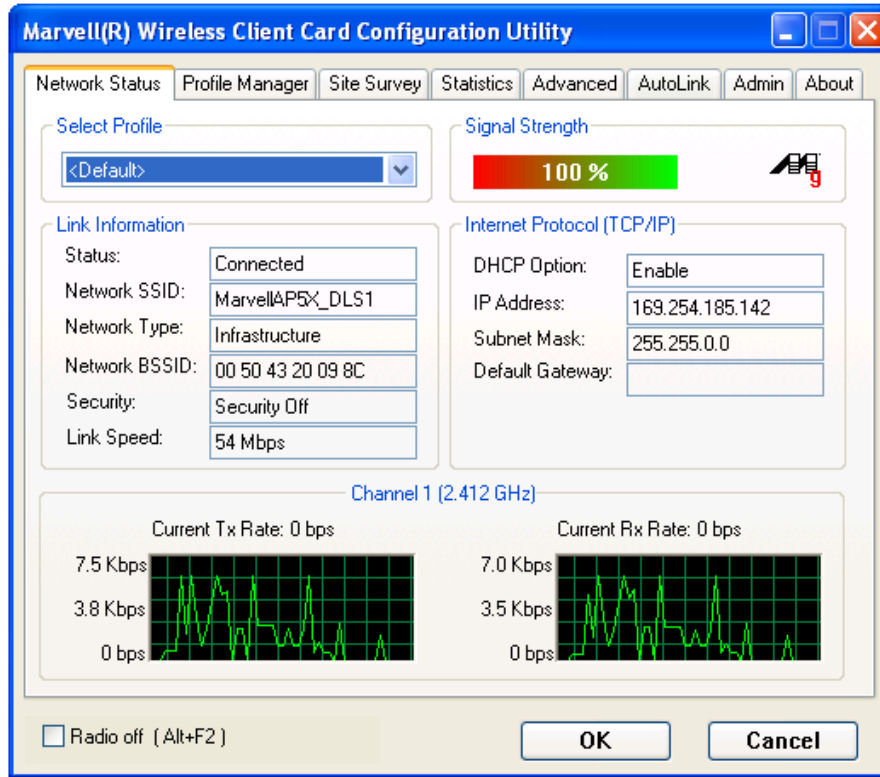 Marvell(R) Wireless Client Card Configuration Utility
Network Status Profile Manager Site Survey Statistics Advanced AutoLink Admin About
Select Profile
<Default>
Signal Strength
100 %
g
Link Information
Status: Connected
Network SSID: MarvellAP5X_DLS1
Network Type: Infrastructure
Network BSSID: 00 50 43 20 09 8C
Security: Security Off
Link Speed: 54 Mbps
Internet Protocol (TCP/IP)
DHCP Option: Enable
IP Address: 169.254.185.142
Subnet Mask: 255.255.0.0
Default Gateway:
Channel 1 (2.412 GHz)
Current Tx Rate: 0 bps
7.5 Kbps
3.8 Kbps
0 bps
Current Rx Rate: 0 bps
7.0 Kbps
3.5 Kbps
0 bps
Radio off ( Alt+F2 )
OK
Cancel